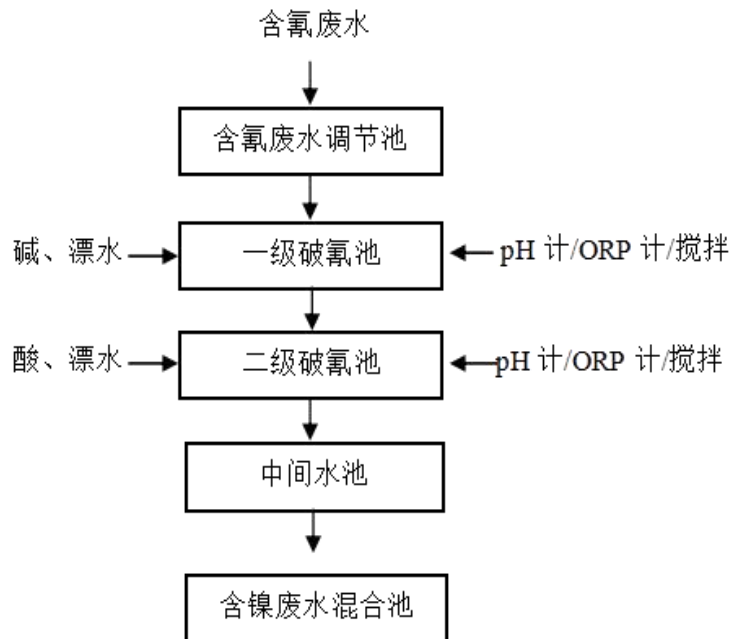 含氰废水
含氰废水调节池
碱、漂水
一级破氰池
pH 计/ORP 计/搅拌
酸、漂水
二级破氰池
pH 计/ORP 计/搅拌
中间水池
含镍废水混合池